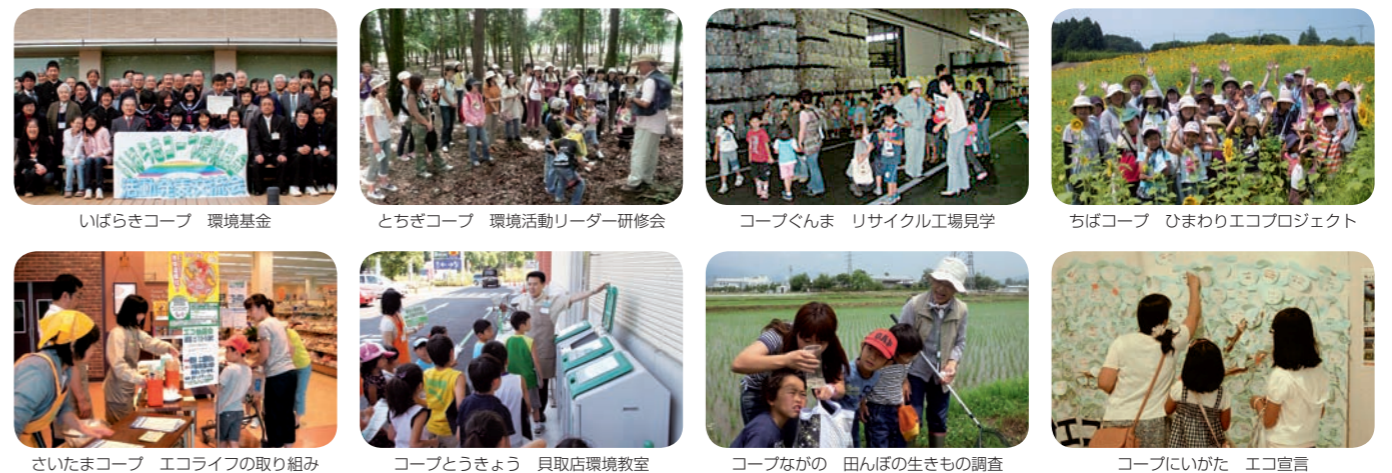 いばらきコープ　環境基金
とちぎコープ　環境活動リーダー研修会
コープぐんま　リサイクル工場見学
ちばコープ　ひまわりエコプロジェクト
さいたまコープ　エコライフの取り組み
コープとうきょう　貝取店環境教室
コープながの　田んぼの生きもの調査
コープにいがた　エコ宣言